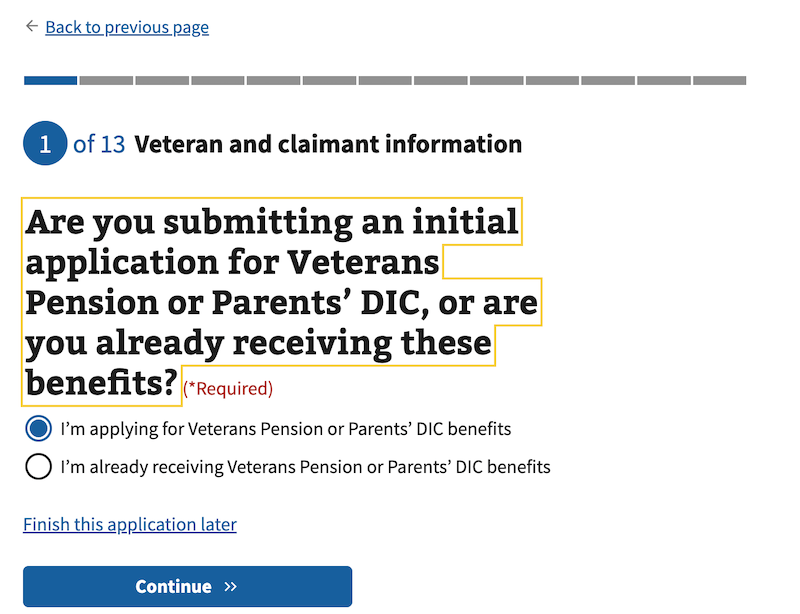 ← Back to previous page
1 of 13 Veteran and claimant information
Are you submitting an initial
application for Veterans
Pension or Parents’ DIC, or are
you already receiving these
benefits? (*Required)
I’m applying for Veterans Pension or Parents’ DIC benefits
I’m already receiving Veterans Pension or Parents’ DIC benefits
Finish this application later
Continue »